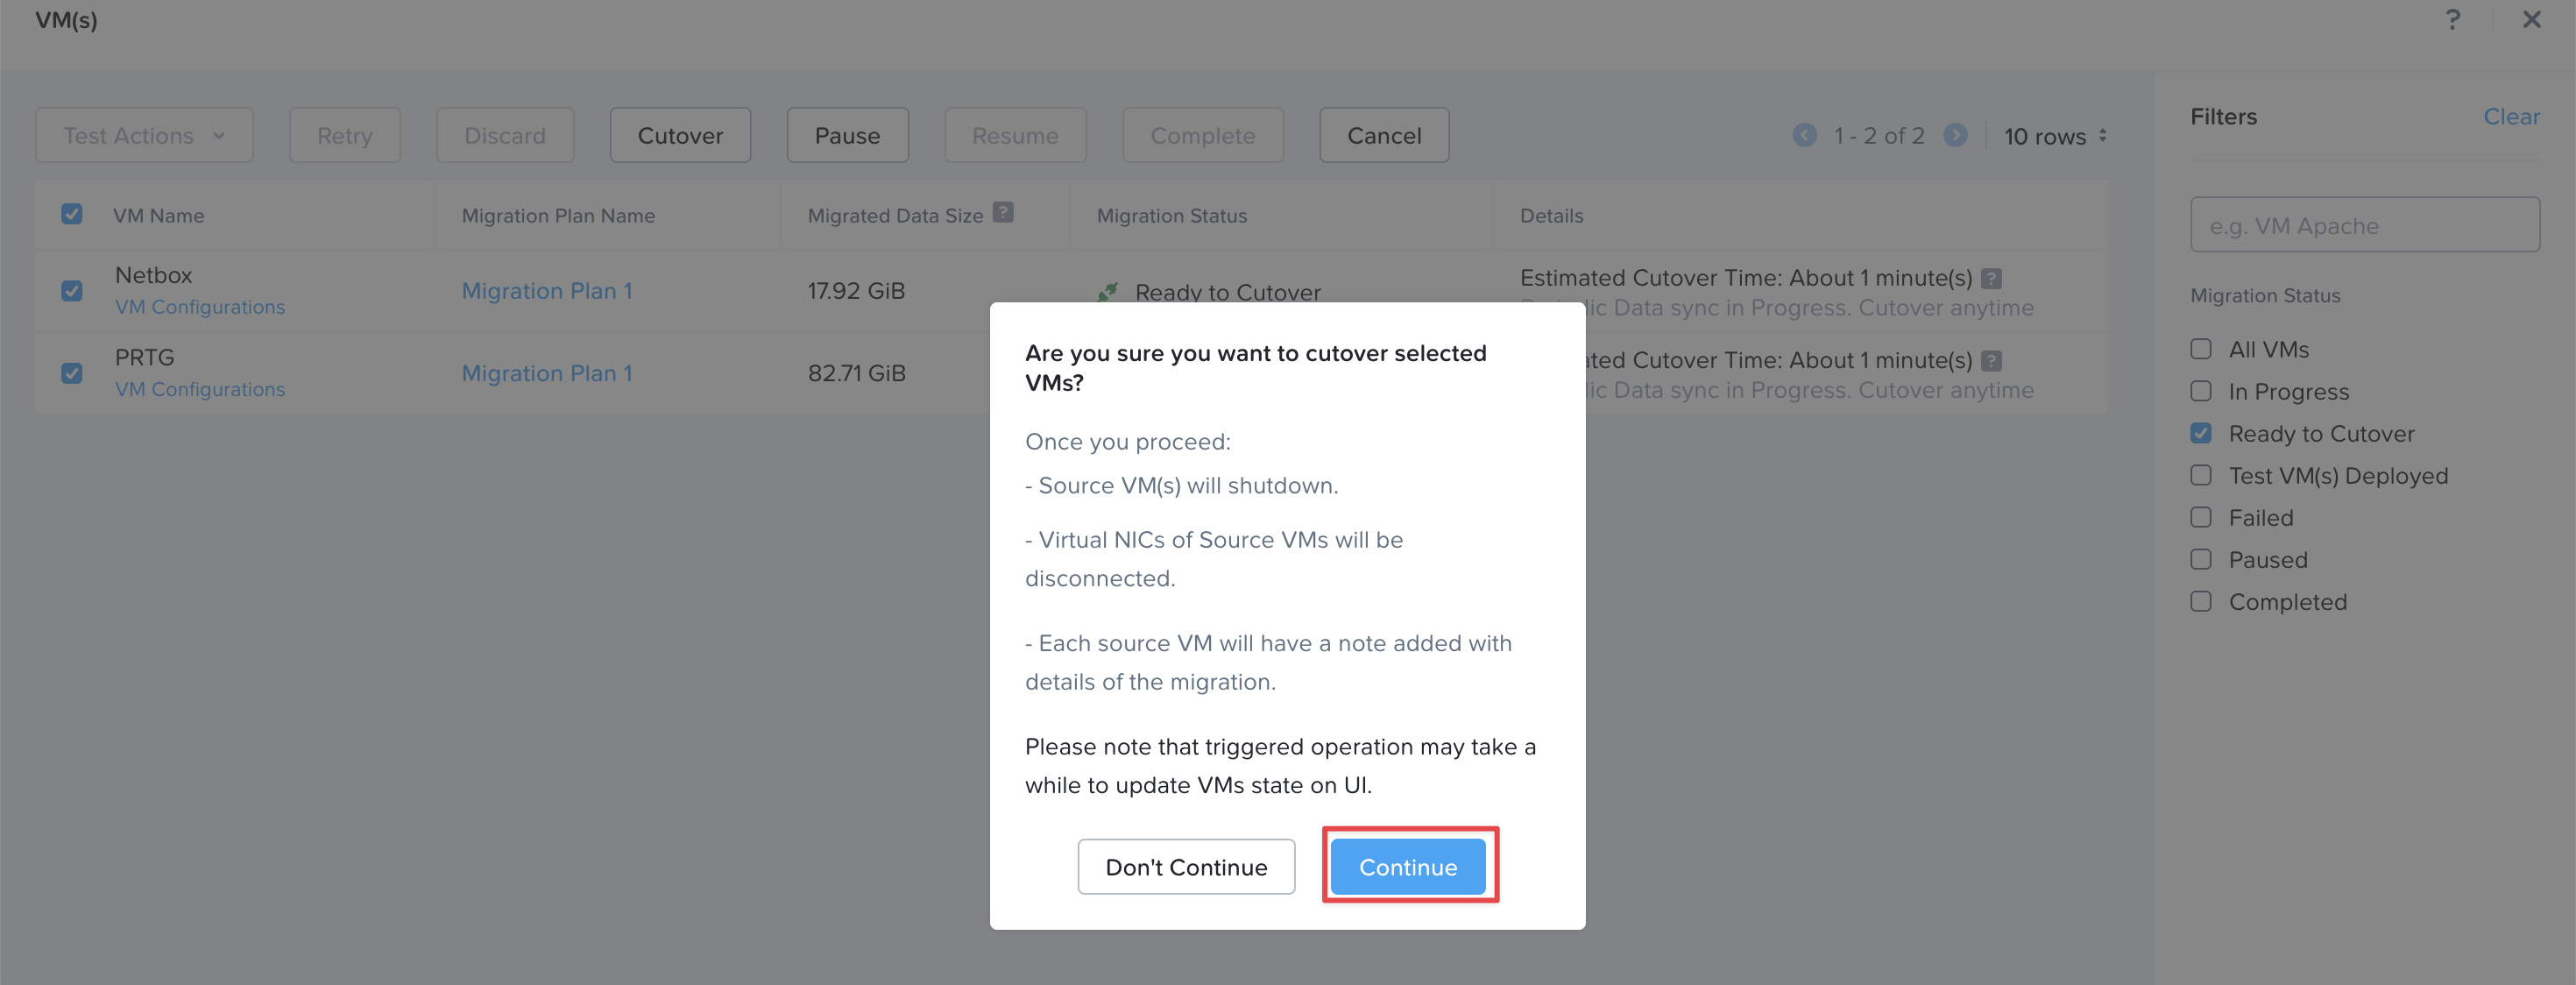 VM(s)
?
Test Actions
Retry
Discard
Cutover
Pause
Resume
Complete
Cancel
1 - 2 of 2
10 rows
VM Name
Migration Plan Name
Migrated Data Size ?
Migration Status
Details
Netbox
VM Configurations
Migration Plan 1
17.92 GiB
Ready to Cutover
Estimated Cutover Time: About 1 minute(s) ?
Data sync in Progress. Cutover anytime
PRTG
VM Configurations
Migration Plan 1
82.71 GiB
Cutover Time: About 1 minute(s) ?
Data sync in Progress. Cutover anytime
Are you sure you want to cutover selected
VMs?
Once you proceed:
- Source VM(s) will shutdown.
- Virtual NICs of Source VMs will be
disconnected.
- Each source VM will have a note added with
details of the migration.
Please note that triggered operation may take a
while to update VMs state on UI.
Don't Continue
Continue
Filters
Clear
e.g. VM Apache
Migration Status
All VMs
In Progress
Ready to Cutover
Test VM(s) Deployed
Failed
Paused
Completed